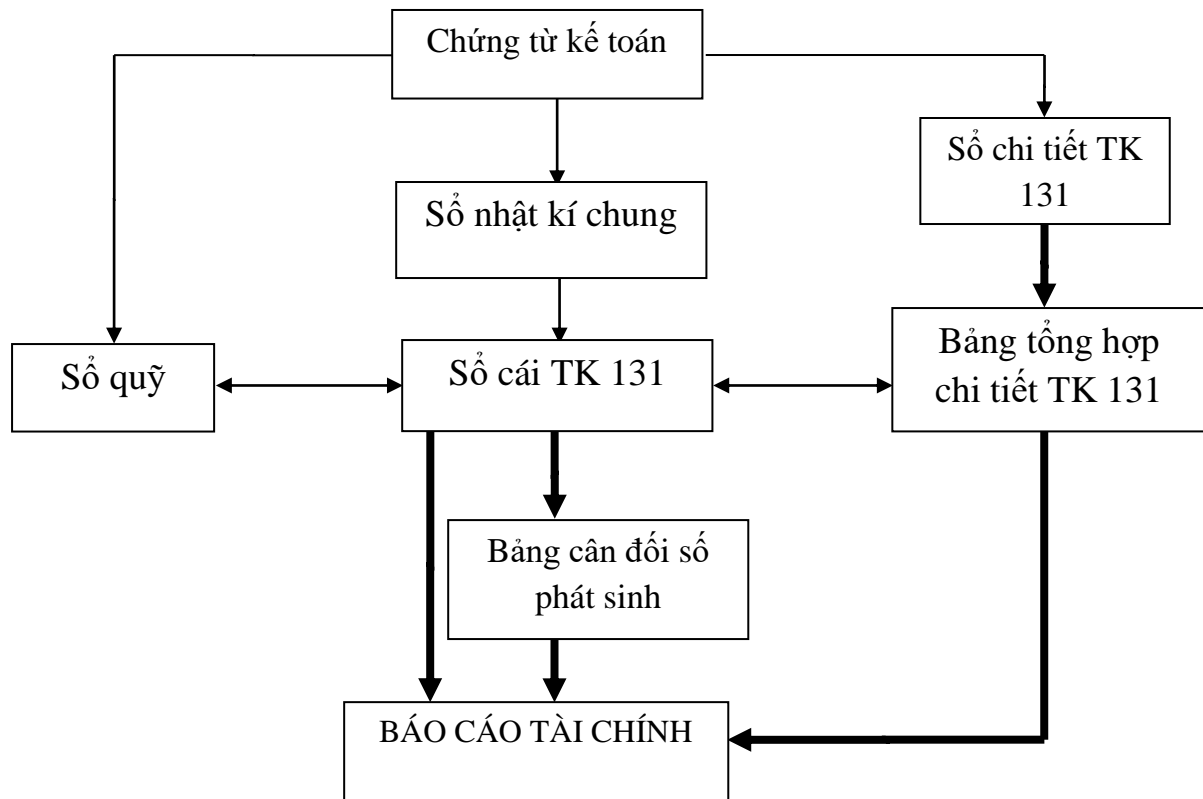 Chứng từ kế toán
Sổ chi tiết TK
131
Sổ nhật kí chung
Sổ quỹ
Sổ cái TK 131
Bảng tổng hợp
chi tiết TK 131
Bảng cân đối số
phát sinh
BÁO CÁO TÀI CHÍNH